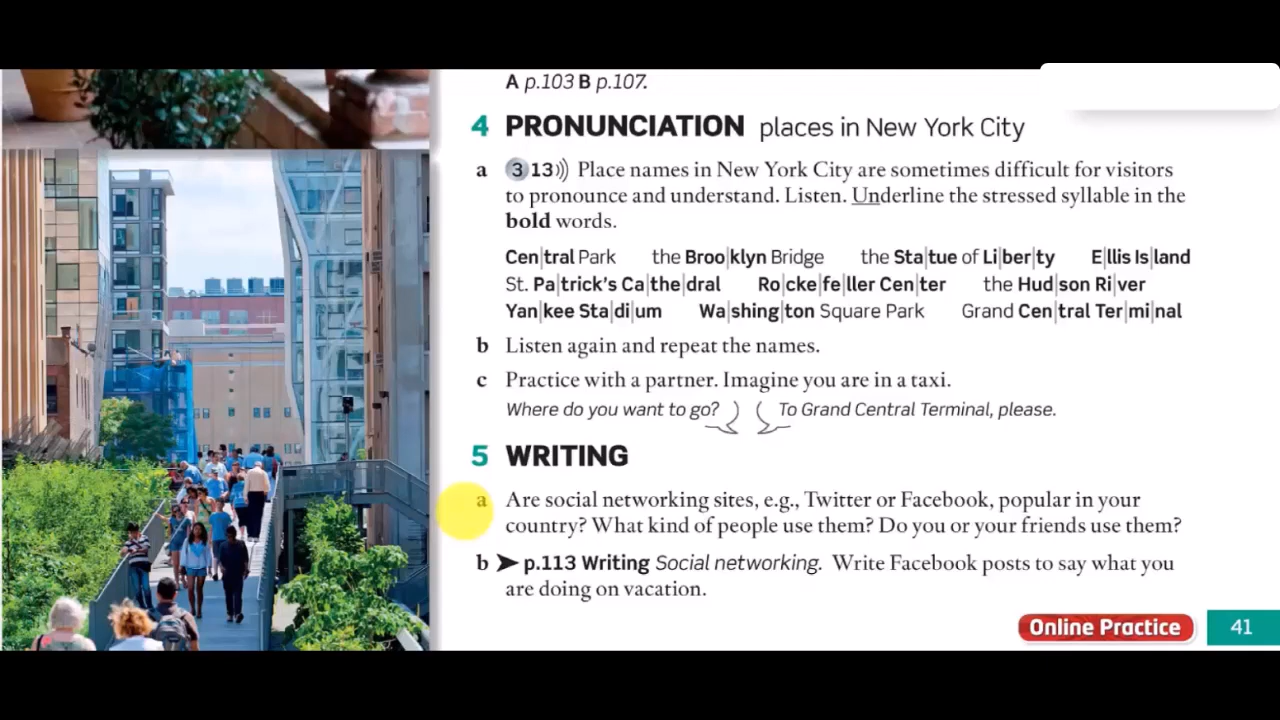 A p.103 B p.107.
4 PRONUNCIATION places in New York City
a 3 13))) Place names in New York City are sometimes difficult for visitors
to pronounce and understand. Listen. Underline the stressed syllable in the
bold words.
Cen|tral Park the Broo|klyn Bridge the Sta|tue of Li|ber|ty E|llis Is|land
St. Pa|trick's Ca|the|dral Ro|cke|fe|ller Cen|ter the Hud|son Ri|ver
Yan|kee Sta|di|um Wa|shing|ton Square Park Grand Cen|tral Ter|mi|nal
b Listen again and repeat the names.
c Practice with a partner. Imagine you are in a taxi.
Where do you want to go? To Grand Central Terminal, please.
5 WRITING
a Are social networking sites, e.g., Twitter or Facebook, popular in your
country? What kind of people use them? Do you or your friends use them?
b ➤ p.113 Writing Social networking. Write Facebook posts to say what you
are doing on vacation.
Online Practice 41